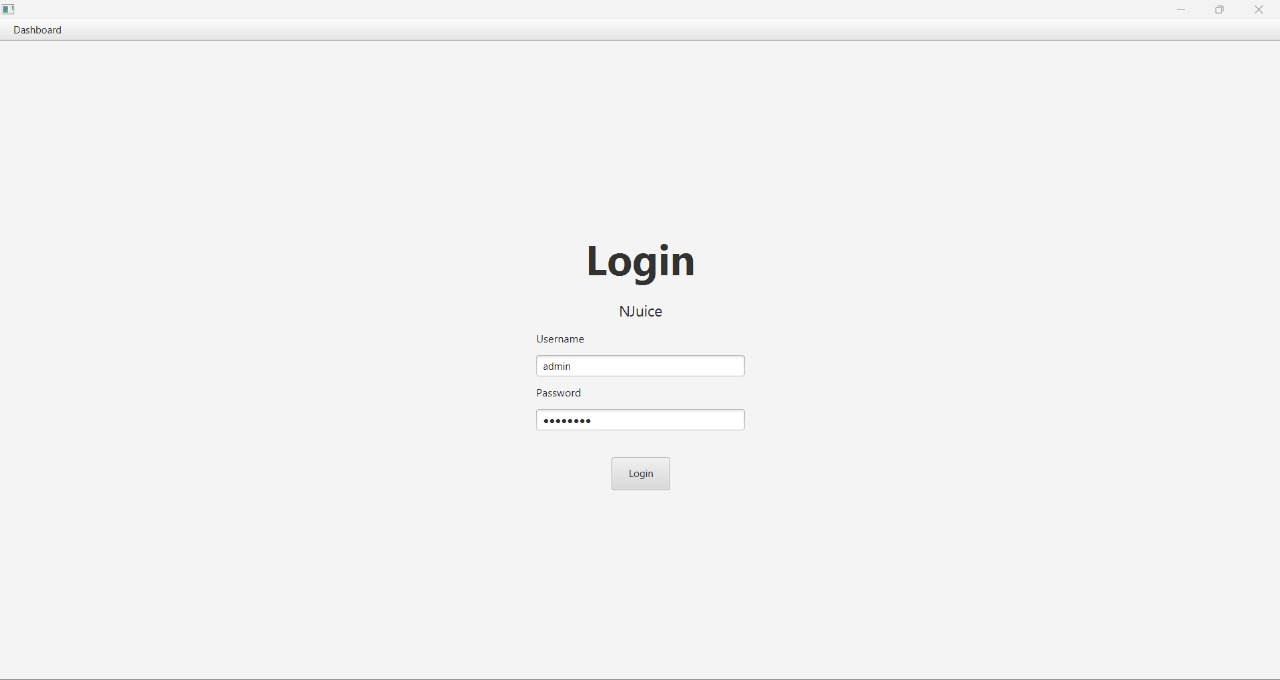 Dashboard
Login
NJuice
Username
admin
Password
••••••••
Login